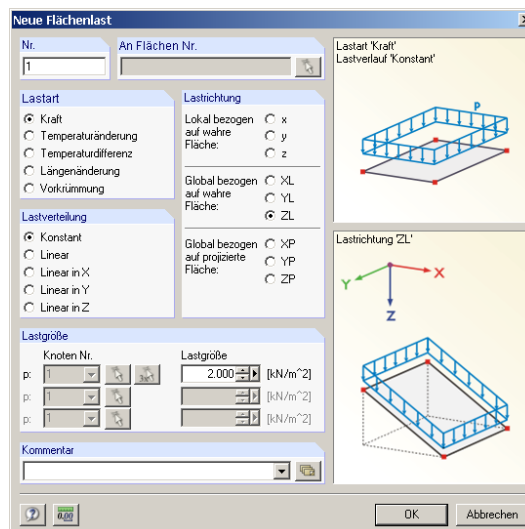 Neue Flächenlast
Nr.
1
An Flächen Nr.
Lastart
Kraft
Temperaturänderung
Temperaturdifferenz
Längenänderung
Vorkrümmung
Lastrichtung
Lokal bezogen
auf wahre
Fläche:
x
y
z
Global bezogen
auf wahre
Fläche:
XL
YL
ZL
Global bezogen
auf projizierte
Fläche:
XP
YP
ZP
Lastverteilung
Konstant
Linear
Linear in X
Linear in Y
Linear in Z
Lastgröße
Knoten Nr.
Lastgröße
p: 1 2.000 [kN/m^2]
p: 1 [kN/m^2]
p: 1 [kN/m^2]
Kommentar
Lastart 'Kraft'
Lastverlauf 'Konstant'
p
Lastrichtung 'ZL'
Y
X
Z
0.00
OK
Abbrechen